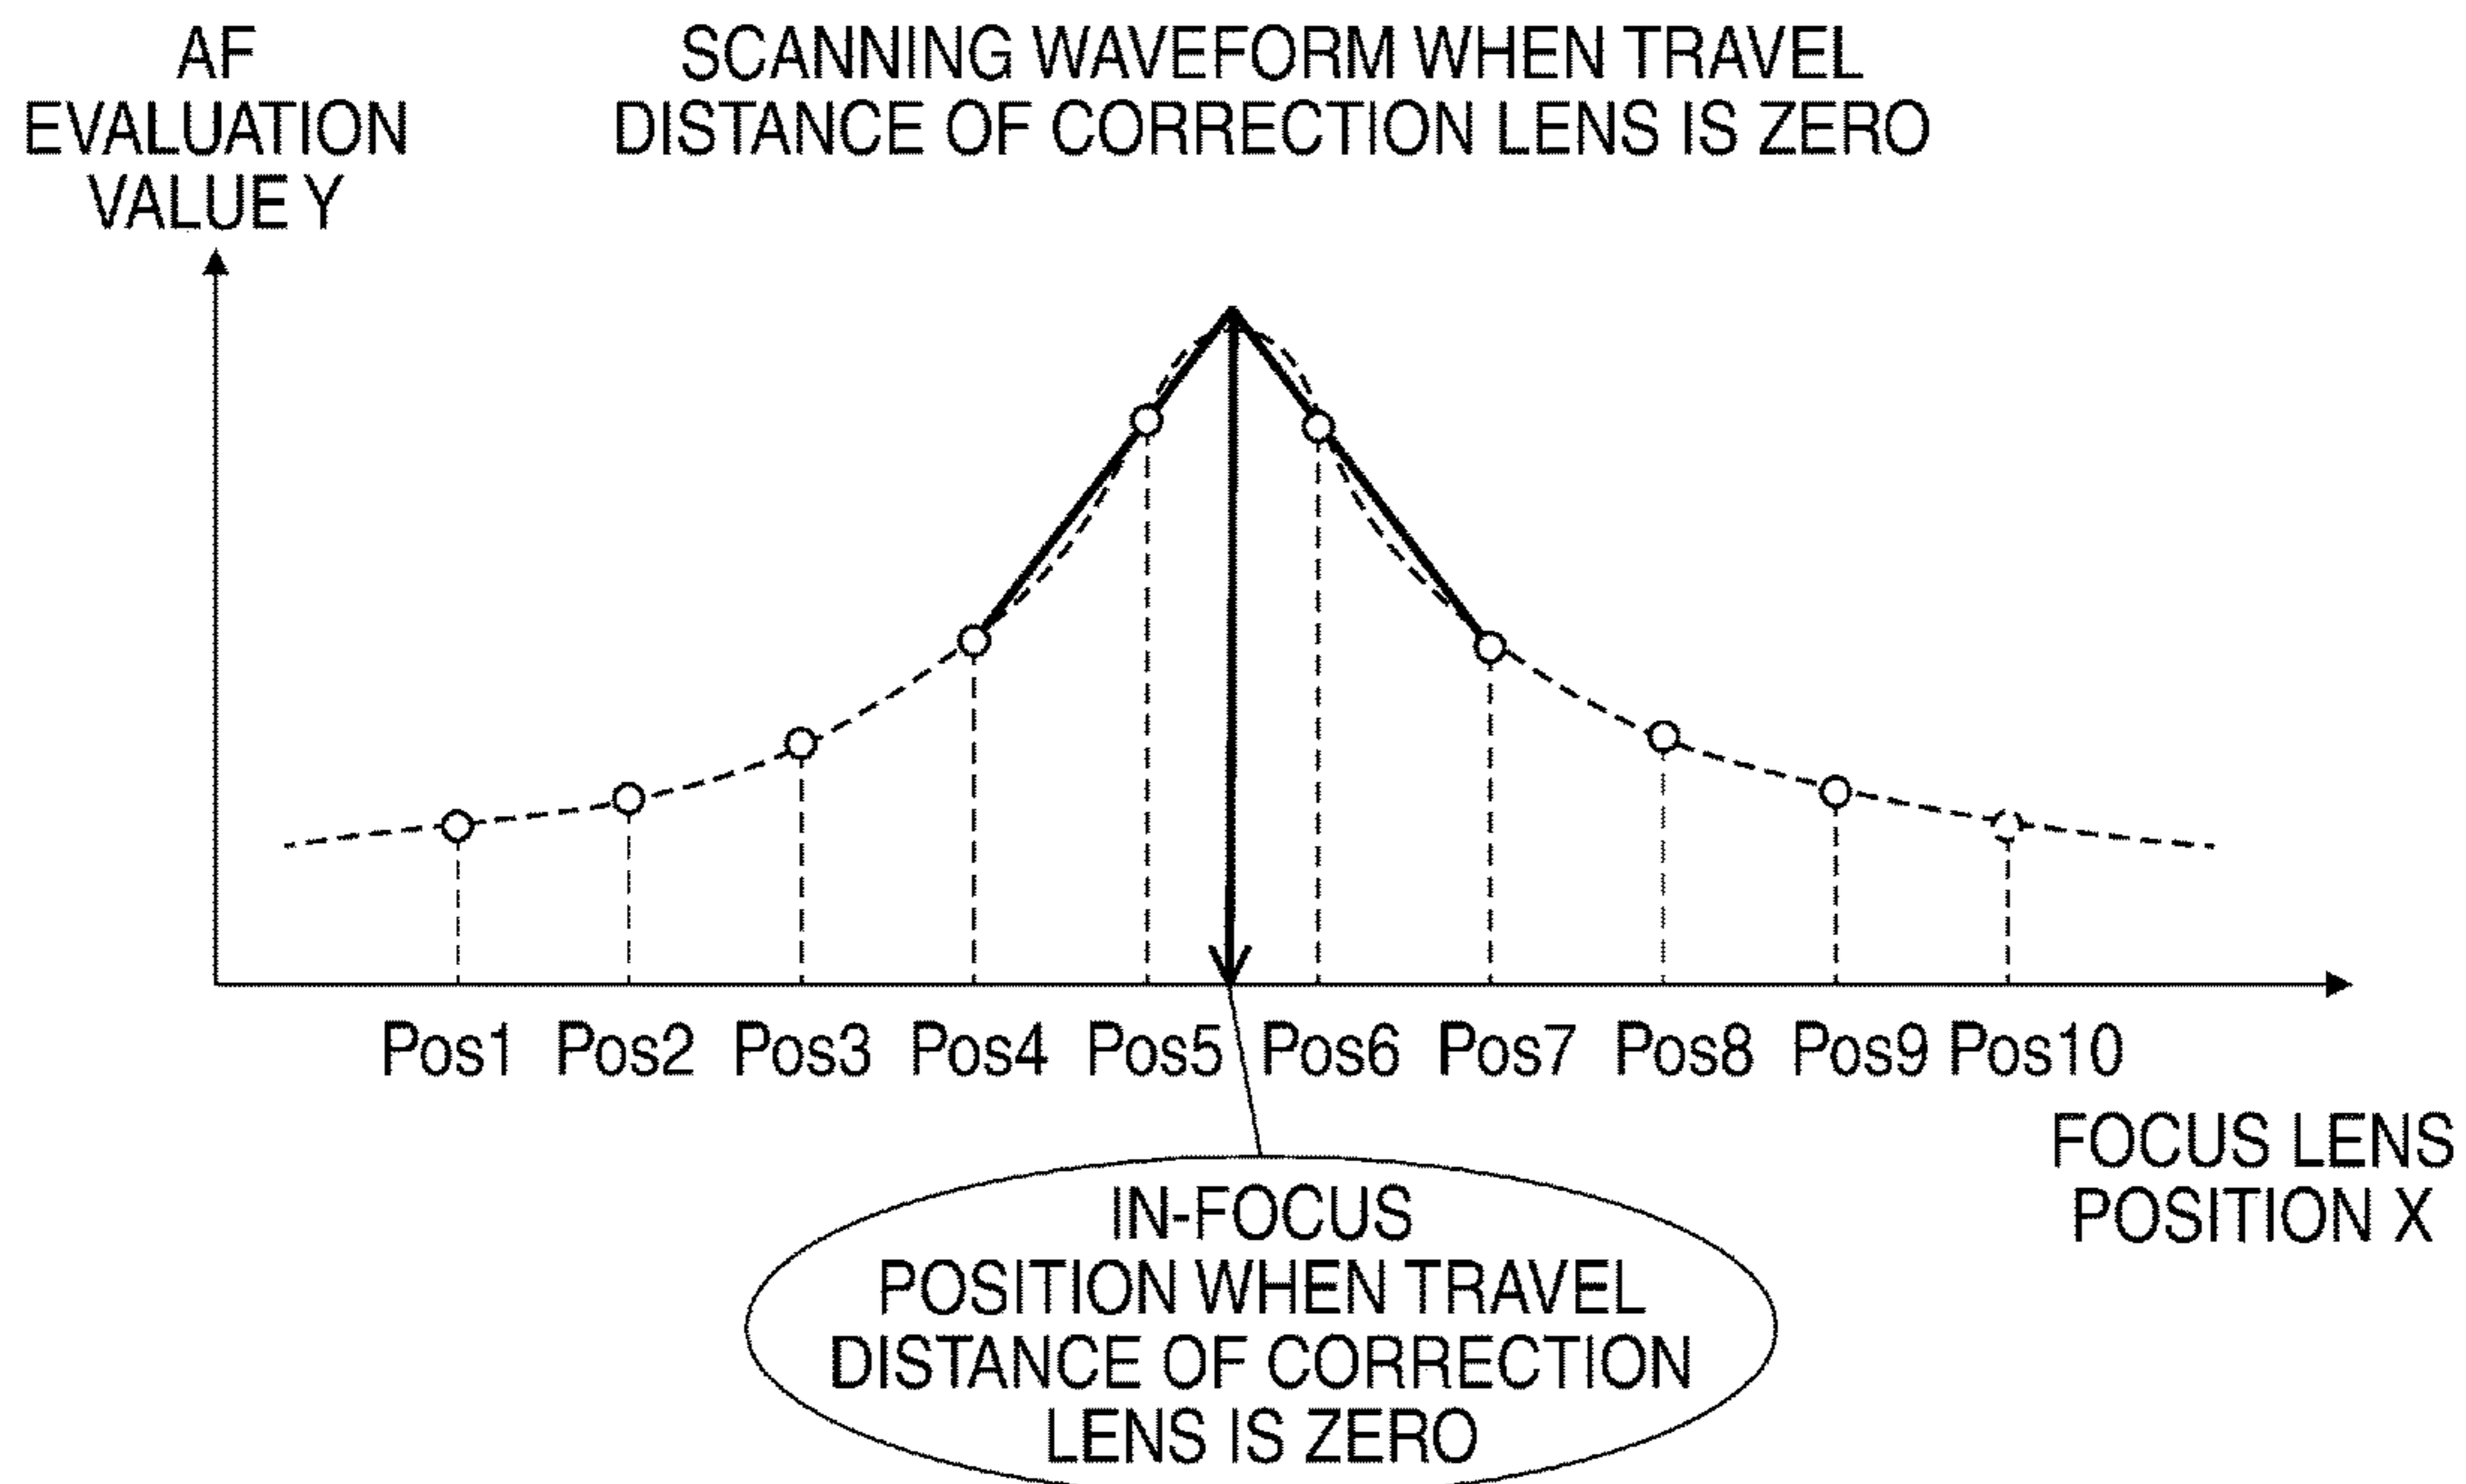 AF
EVALUATION
VALUE Y
SCANNING WAVEFORM WHEN TRAVEL
DISTANCE OF CORRECTION LENS IS ZERO
Pos1 Pos2 Pos3 Pos4 Pos5 Pos6 Pos7 Pos8 Pos9 Pos10
FOCUS LENS
POSITION X
IN-FOCUS
POSITION WHEN TRAVEL
DISTANCE OF CORRECTION
LENS IS ZERO